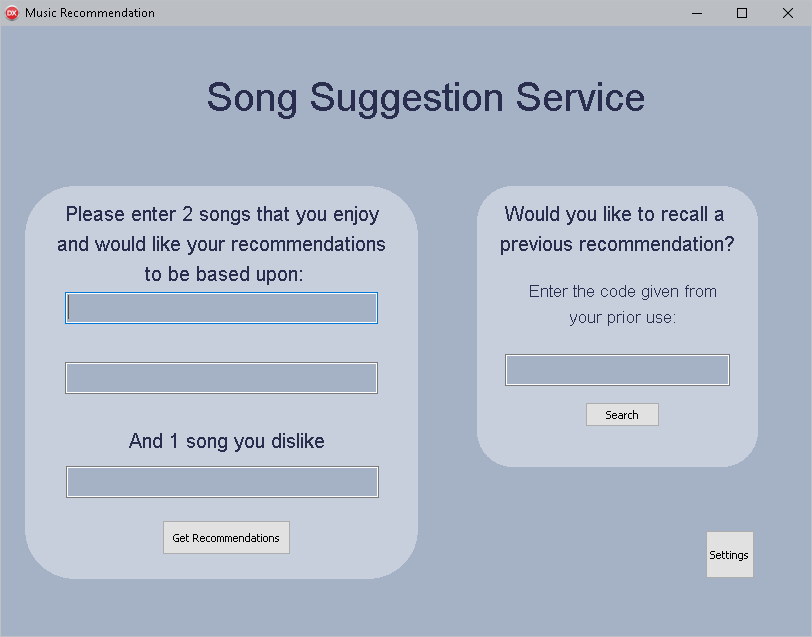 DX Music Recommendation
Song Suggestion Service
Please enter 2 songs that you enjoy
and would like your recommendations
to be based upon:
And 1 song you dislike
Get Recommendations
Would you like to recall a
previous recommendation?
Enter the code given from
your prior use:
Search
Settings